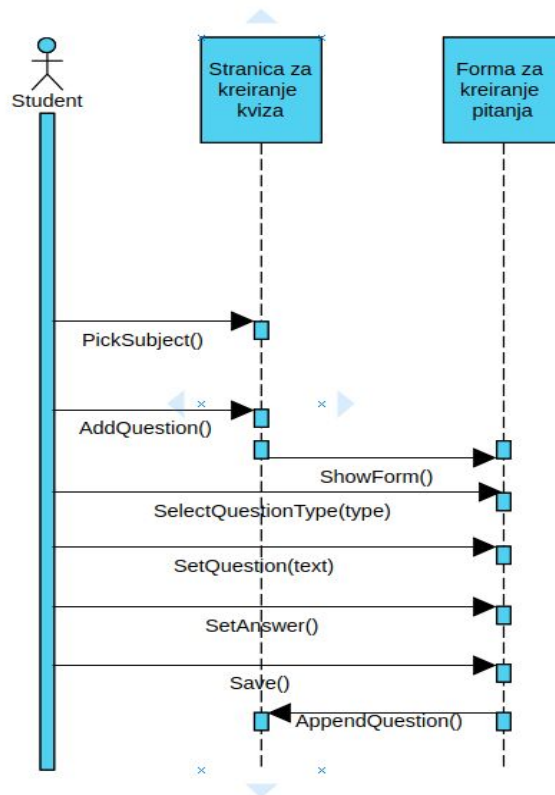 Student
Stranica za
kreiranje
kviza
Forma za
kreiranje
pitanja
PickSubject()
AddQuestion()
ShowForm()
SelectQuestionType(type)
SetQuestion(text)
SetAnswer()
Save()
AppendQuestion()